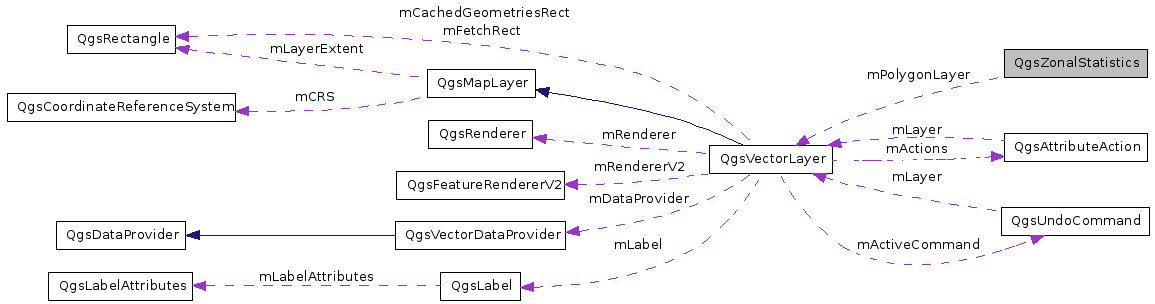 mCachedGeometriesRect
mFetchRect
QgsRectangle
mLayerExtent
QgsZonalStatistics
mPolygonLayer
QgsMapLayer
mCRS
QgsCoordinateReferenceSystem
QgsRenderer
mRenderer
mLayer
mActions
QgsAttributeAction
QgsVectorLayer
mRendererV2
mLayer
QgsFeatureRendererV2
mDataProvider
QgsUndoCommand
QgsDataProvider
QgsVectorDataProvider
mLabel
mActiveCommand
mLabelAttributes
QgsLabelAttributes
QgsLabel